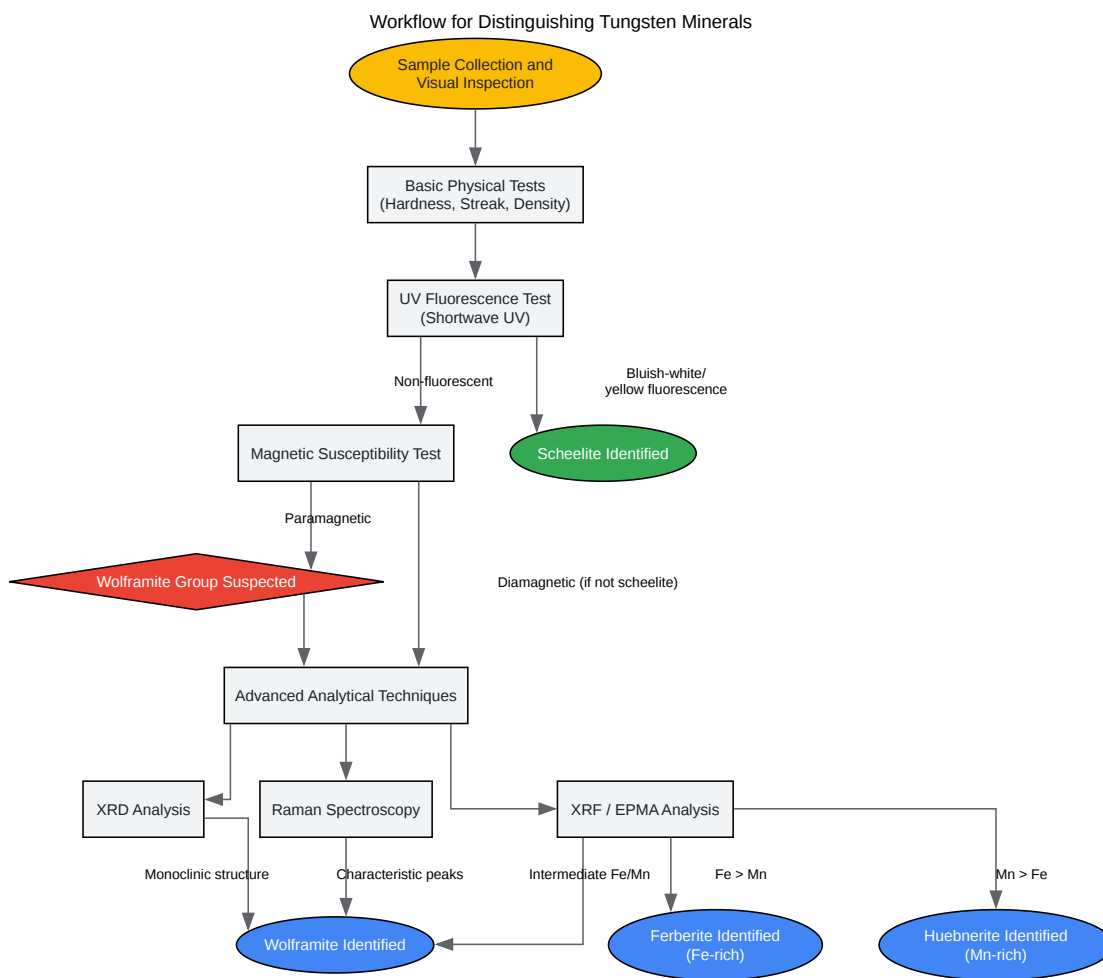 Workflow for Distinguishing Tungsten Minerals
Sample Collection and
Visual Inspection
Basic Physical Tests
(Hardness, Streak, Density)
UV Fluorescence Test
(Shortwave UV)
Non-fluorescent
Bluish-white/
yellow fluorescence
Magnetic Susceptibility Test
Scheelite Identified
Paramagnetic
Wolframite Group Suspected
Diamagnetic (if not scheelite)
Advanced Analytical Techniques
XRD Analysis
Raman Spectroscopy
XRF / EPMA Analysis
Monoclinic structure
Characteristic peaks
Intermediate Fe/Mn
Fe > Mn
Mn > Fe
Wolframite Identified
Ferberite Identified
(Fe-rich)
Huebnerite Identified
(Mn-rich)